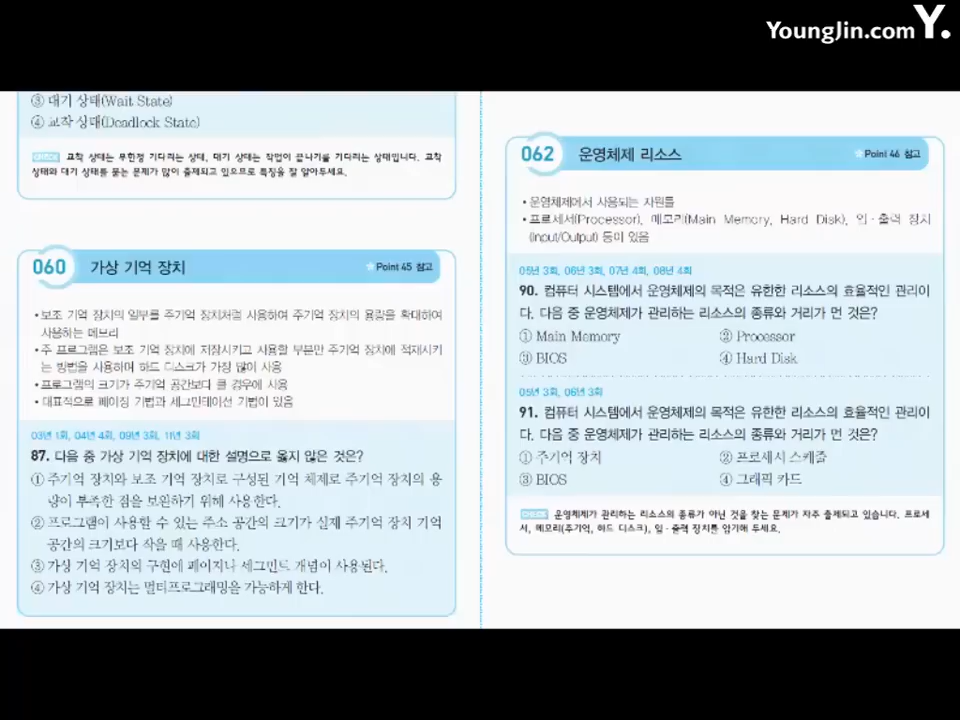 YoungJin.com Y.
③ 대기 상태(Wait State)
④ 교착 상태(Deadlock State)
CHECK 교착 상태는 무한정 기다리는 상태, 대기 상태는 작업이 끝나기를 기다리는 상태입니다. 교착
상태와 대기 상태를 묻는 문제가 많이 출제되고 있으므로 특징을 잘 알아두세요.
060 가상 기억 장치 Point 45 참고
• 보조 기억 장치의 일부를 주기억 장치처럼 사용하여 주기억 장치의 용량을 확대하여
사용하는 메모리
• 주 프로그램은 보조 기억 장치에 저장시키고 사용할 부분만 주기억 장치에 적재시키
는 방법을 사용하며 하드 디스크가 가장 많이 사용
• 프로그램의 크기가 주기억 공간보다 클 경우에 사용
• 대표적으로 페이징 기법과 세그먼테이션 기법이 있음
03년 1회, 04년 4회, 09년 3회, 11년 3회
87. 다음 중 가상 기억 장치에 대한 설명으로 옳지 않은 것은?
① 주기억 장치와 보조 기억 장치로 구성된 기억 체제로 주기억 장치의 용
량이 부족한 점을 보완하기 위해 사용한다.
② 프로그램이 사용할 수 있는 주소 공간의 크기가 실제 주기억 장치 기억
공간의 크기보다 작을 때 사용한다.
③ 가상 기억 장치의 구현에 페이지나 세그먼트 개념이 사용된다.
④ 가상 기억 장치는 멀티프로그래밍을 가능하게 한다.
062 운영체제 리소스 Point 46 참고
• 운영체제에서 사용되는 자원들
• 프로세서(Processor), 메모리(Main Memory, Hard Disk), 입·출력 장치
(Input/Output) 등이 있음
05년 3회, 06년 3회, 07년 4회, 08년 4회
90. 컴퓨터 시스템에서 운영체제의 목적은 유한한 리소스의 효율적인 관리이
다. 다음 중 운영체제가 관리하는 리소스의 종류와 거리가 먼 것은?
① Main Memory ② Processor
③ BIOS ④ Hard Disk
05년 3회, 06년 3회
91. 컴퓨터 시스템에서 운영체제의 목적은 유한한 리소스의 효율적인 관리이
다. 다음 중 운영체제가 관리하는 리소스의 종류와 거리가 먼 것은?
① 주기억 장치 ② 프로세서 스케줄
③ BIOS ④ 그래픽 카드
CHECK 운영체제가 관리하는 리소스의 종류가 아닌 것을 찾는 문제가 자주 출제되고 있습니다. 프로세
서, 메모리(주기억, 하드 디스크), 입·출력 장치를 암기해 두세요.